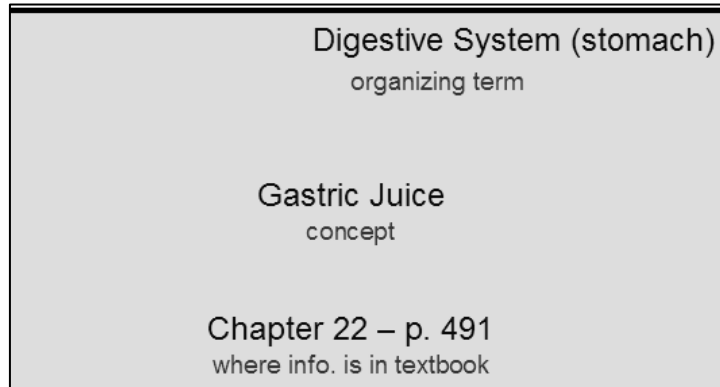 Digestive System (stomach)
organizing term
Gastric Juice
concept
Chapter 22 – p. 491
where info. is in textbook